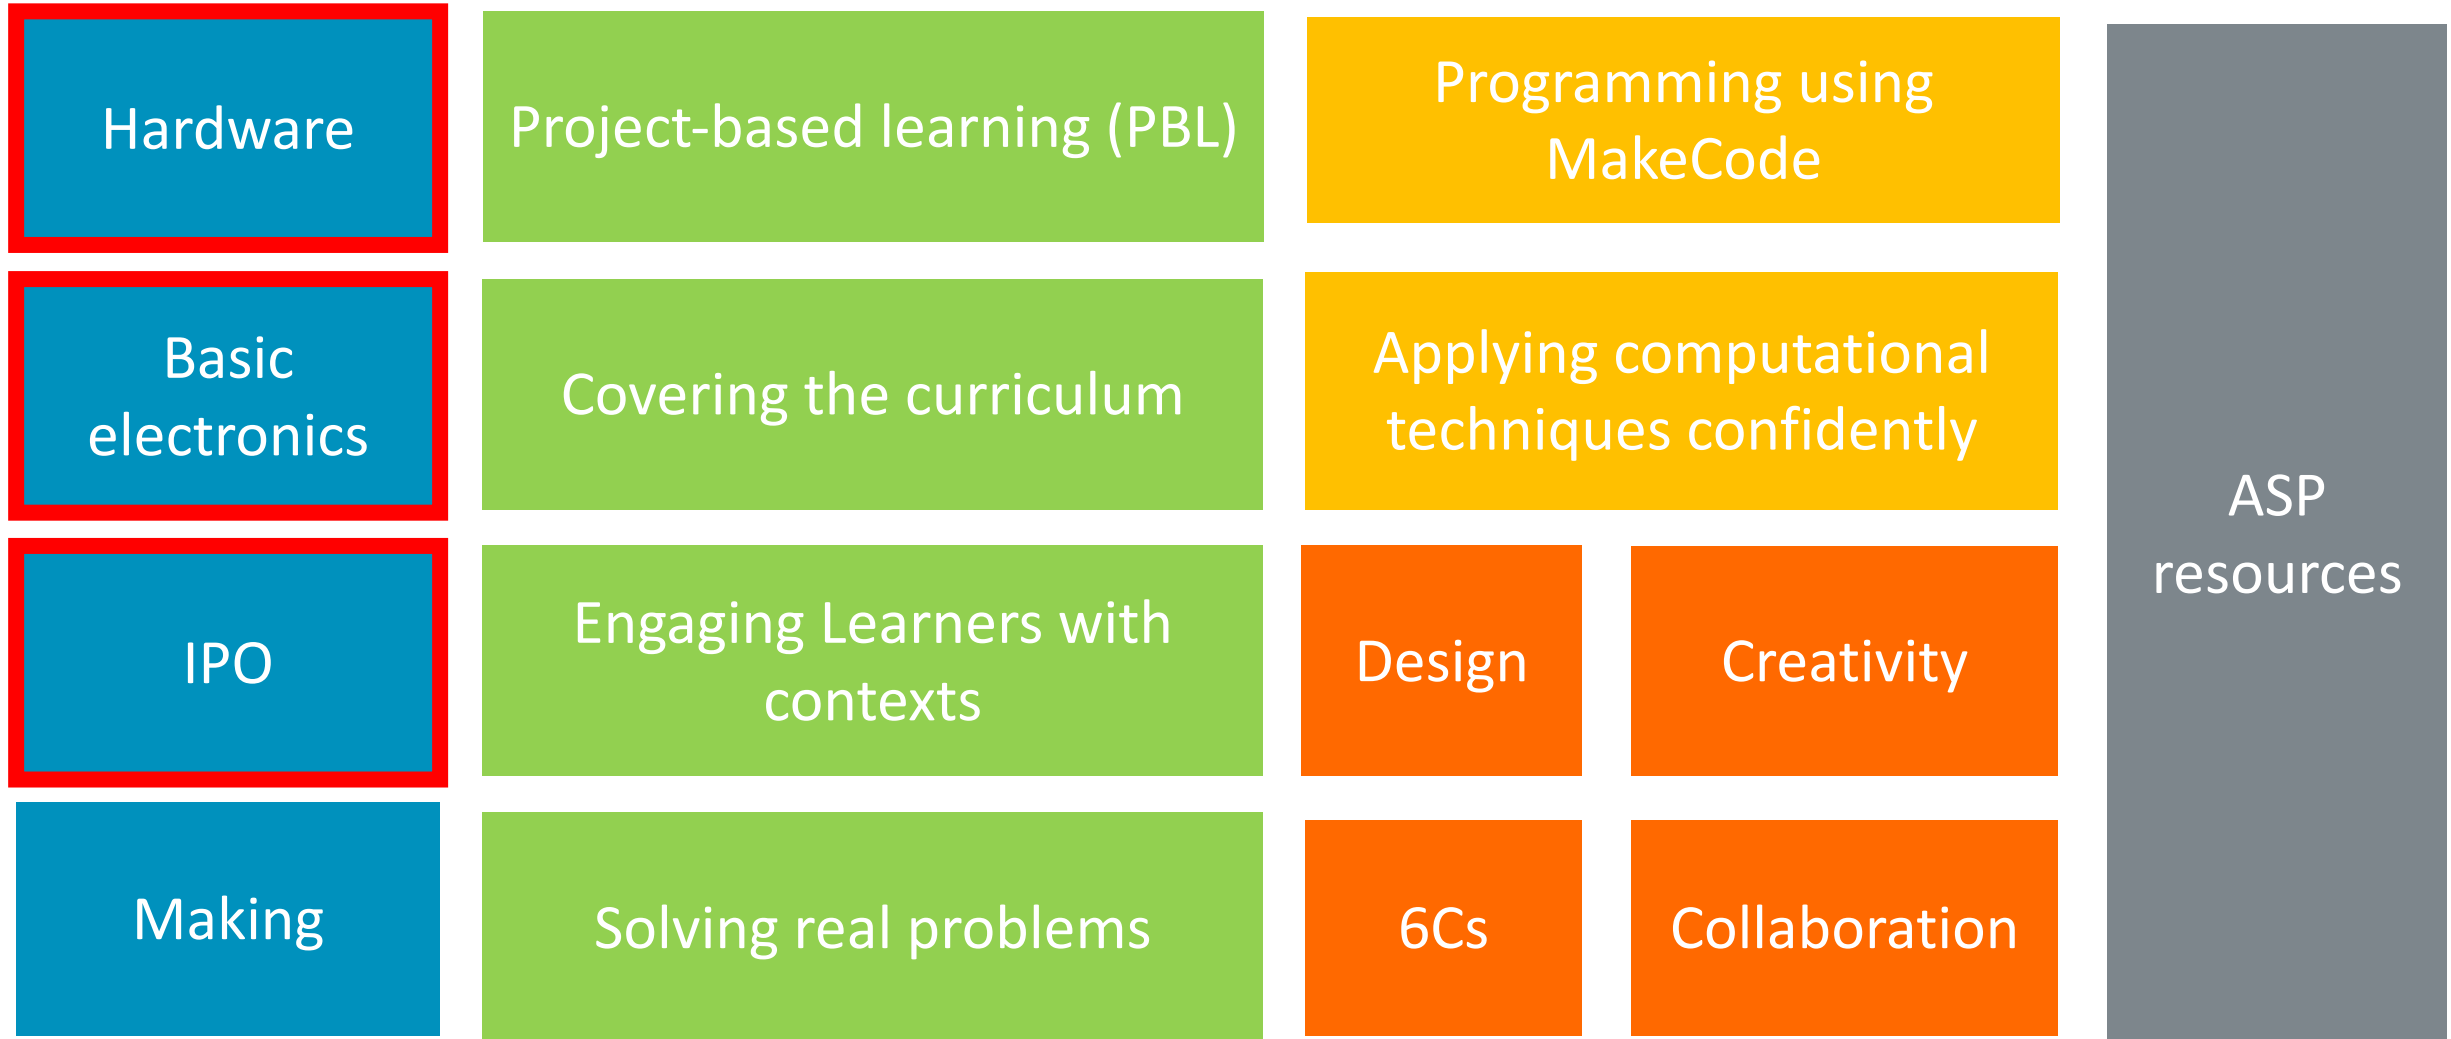 Hardware
Project-based learning (PBL)
Programming using
MakeCode
Basic
electronics
Covering the curriculum
Applying computational
techniques confidently
IPO
Engaging Learners with
contexts
Design
Creativity
Making
Solving real problems
6Cs
Collaboration
ASP
resources